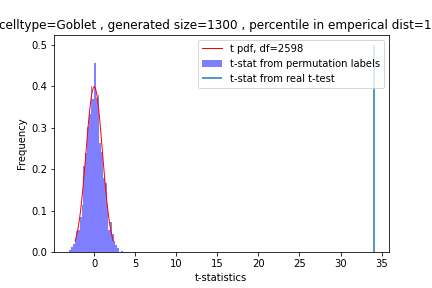 celltype=Goblet , generated size=1300 , percentile in emperical dist=1
t pdf, df=2598
t-stat from permutation labels
t-stat from real t-test
Frequency
0.5
0.4
0.3
0.2
0.1
0.0
0 5 10 15 20 25 30 35
t-statistics